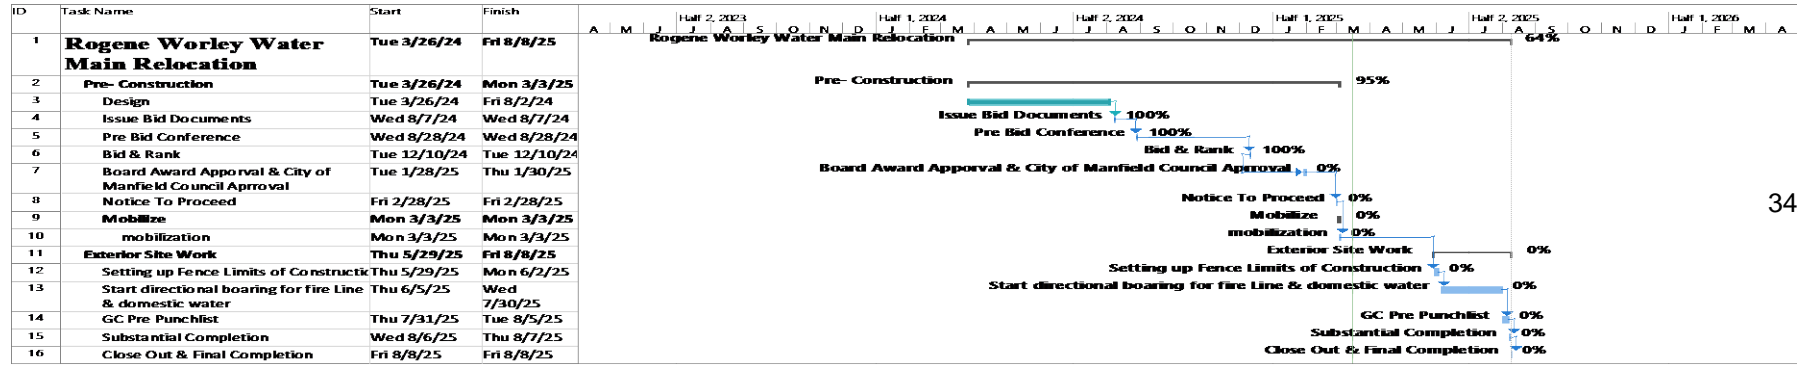 ID Task Name Start Finish
Half 2, 2023 Half 1, 2024 Half 2, 2024 Half 1, 2025 Half 2, 2025 Half 1, 2026
A M J J A S O N D J F M A M J J A S O N D J F M A M J J A S O N D J F M A
1 Rogene Worley Water Tue 3/26/24 Fri 8/8/25 Rogene Worley Water Main Relocation 64%
Main Relocation
2 Pre- Construction Tue 3/26/24 Mon 3/3/25 Pre- Construction 95%
3 Design Tue 3/26/24 Fri 8/2/24
4 Issue Bid Documents Wed 8/7/24 Wed 8/7/24 Issue Bid Documents 100%
5 Pre Bid Conference Wed 8/28/24 Wed 8/28/24 Pre Bid Conference 100%
6 Bid & Rank Tue 12/10/24 Tue 12/10/24 Bid & Rank 100%
7 Board Award Apporval & City of Tue 1/28/25 Thu 1/30/25 Board Award Apporval & City of Manfield Council Aprroval 0%
Manfield Council Aprroval
8 Notice To Proceed Fri 2/28/25 Fri 2/28/25 Notice To Proceed 0%
34
9 Mobilize Mon 3/3/25 Mon 3/3/25 Mobilize 0%
10 mobilization Mon 3/3/25 Mon 3/3/25 mobilization 0%
11 Exterior Site Work Thu 5/29/25 Fri 8/8/25 Exterior Site Work 0%
12 Setting up Fence Limits of Constructic Thu 5/29/25 Mon 6/2/25 Setting up Fence Limits of Construction 0%
13 Start directional boaring for fire Line Thu 6/5/25 Wed Start directional boaring for fire Line & domestic water 0%
& domestic water 7/30/25
14 GC Pre Punchlist Thu 7/31/25 Tue 8/5/25 GC Pre Punchlist 0%
15 Substantial Completion Wed 8/6/25 Thu 8/7/25 Substantial Completion 0%
16 Close Out & Final Completion Fri 8/8/25 Fri 8/8/25 Close Out & Final Completion 0%